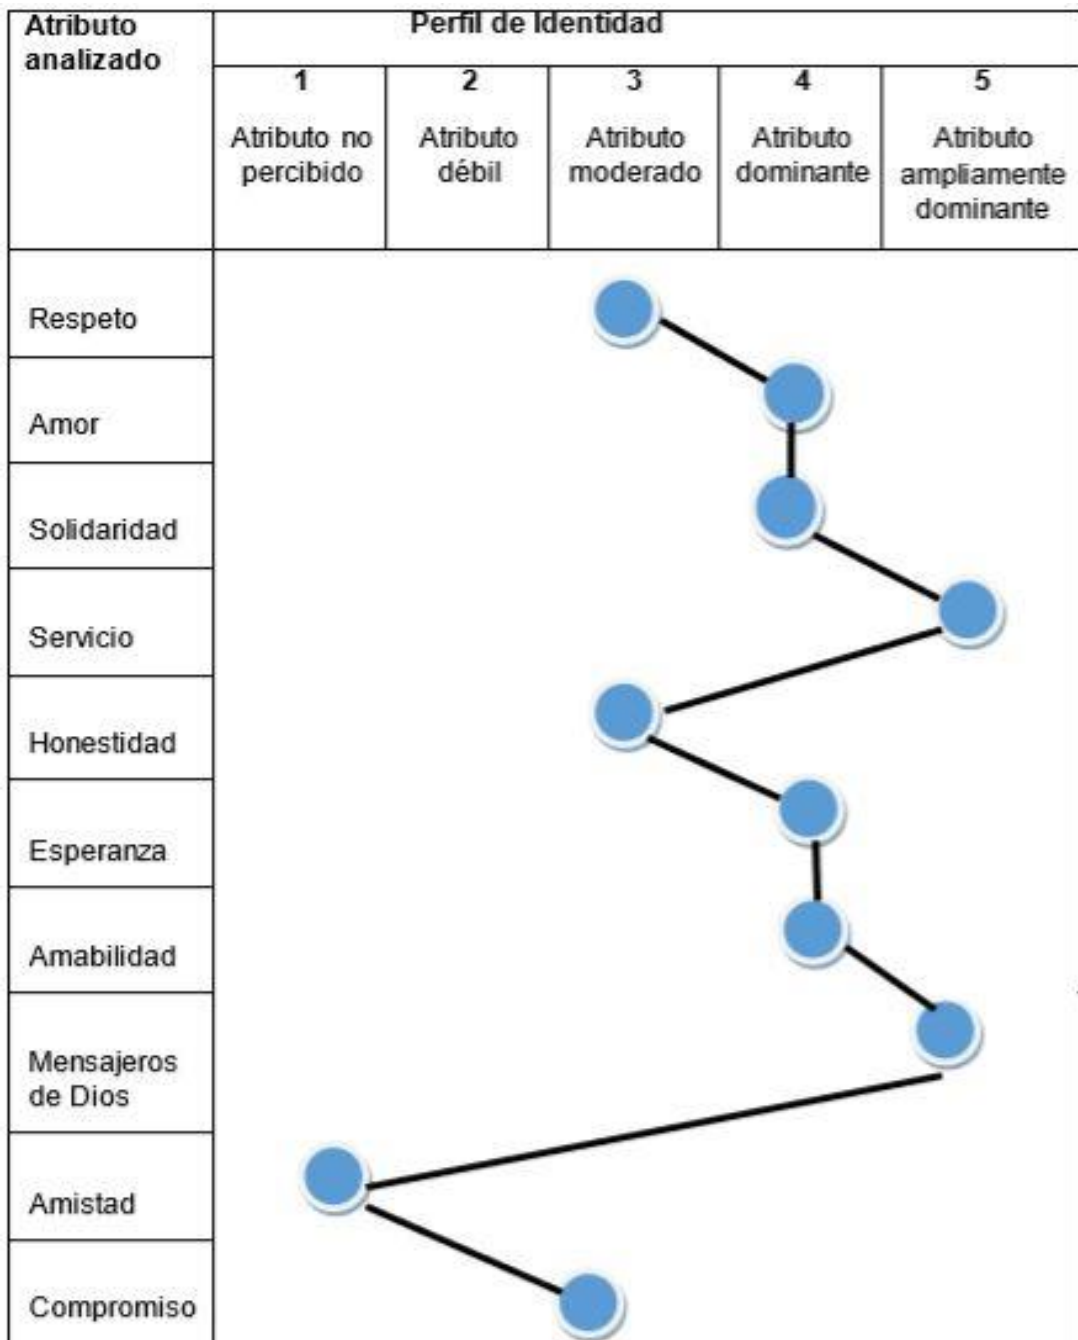 Atributo
analizado
Perfil de Identidad
1
2
3
4
5
Atributo no
percibido
Atributo
débil
Atributo
moderado
Atributo
dominante
Atributo
ampliamente
dominante
Respeto
Amor
Solidaridad
Servicio
Honestidad
Esperanza
Amabilidad
Mensajeros
de Dios
Amistad
Compromiso